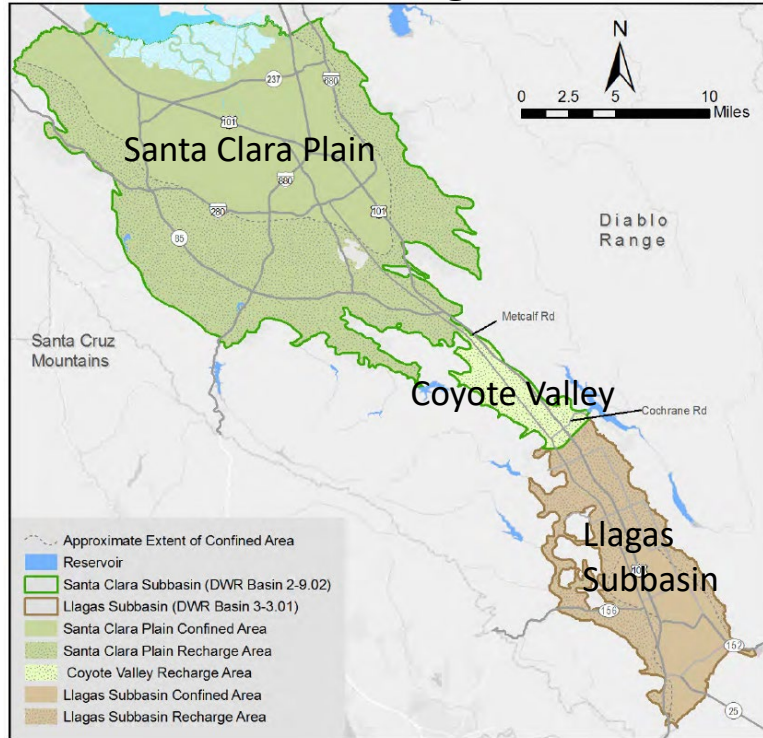 N
0 2.5 5 10
Miles
237
680
101
Santa Clara Plain
680
280
101
85
Diablo
Range
Santa Cruz
Mountains
Metcalf Rd
Coyote Valley
Cochrane Rd
Llagas
Subbasin
101
156
152
25
Approximate Extent of Confined Area
Reservoir
Santa Clara Subbasin (DWR Basin 2-9.02)
Llagas Subbasin (DWR Basin 3-3.01)
Santa Clara Plain Confined Area
Santa Clara Plain Recharge Area
Coyote Valley Recharge Area
Llagas Subbasin Confined Area
Llagas Subbasin Recharge Area